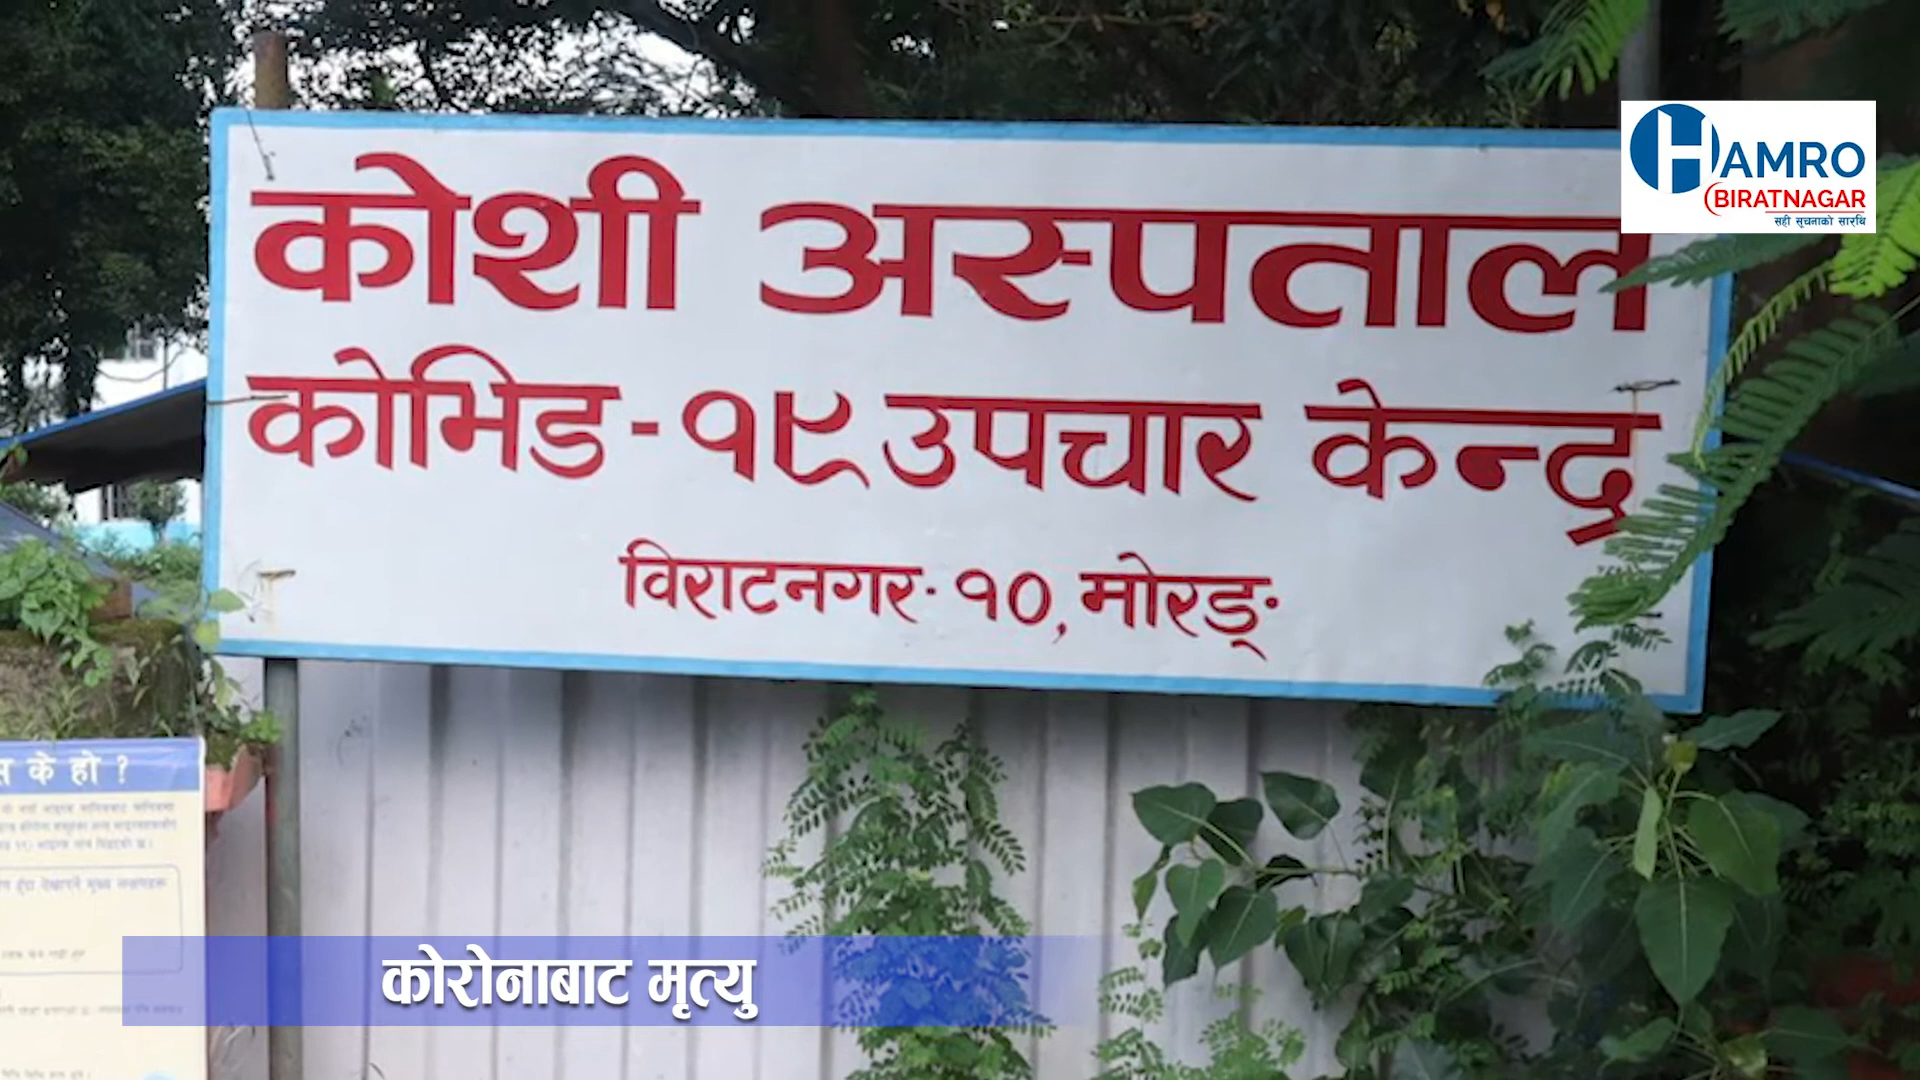 कोशी अस्पताल
कोभिड-१९ उपचार केन्द्र
विराटनगर-१०, मोरङ
HAMRO
BIRATNAGAR
सही सूचनाको सारथि
के हो ?
कोरोनाबाट मृत्यु